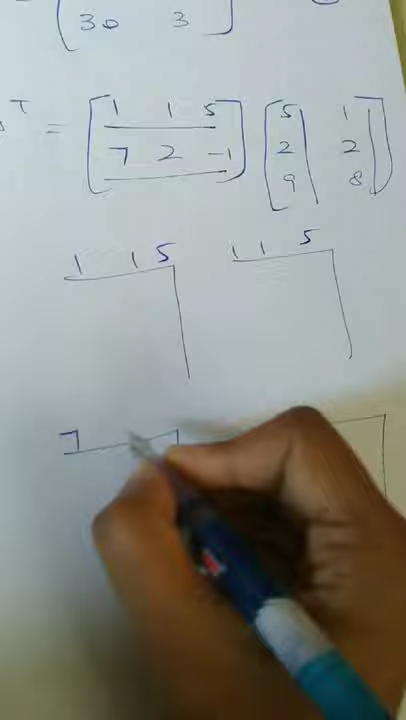 30 3
T = [ 1 1 5 ] [ 5 1 ]
7 2 -1 2 2
9 8
1 1 5 1 1 5
7